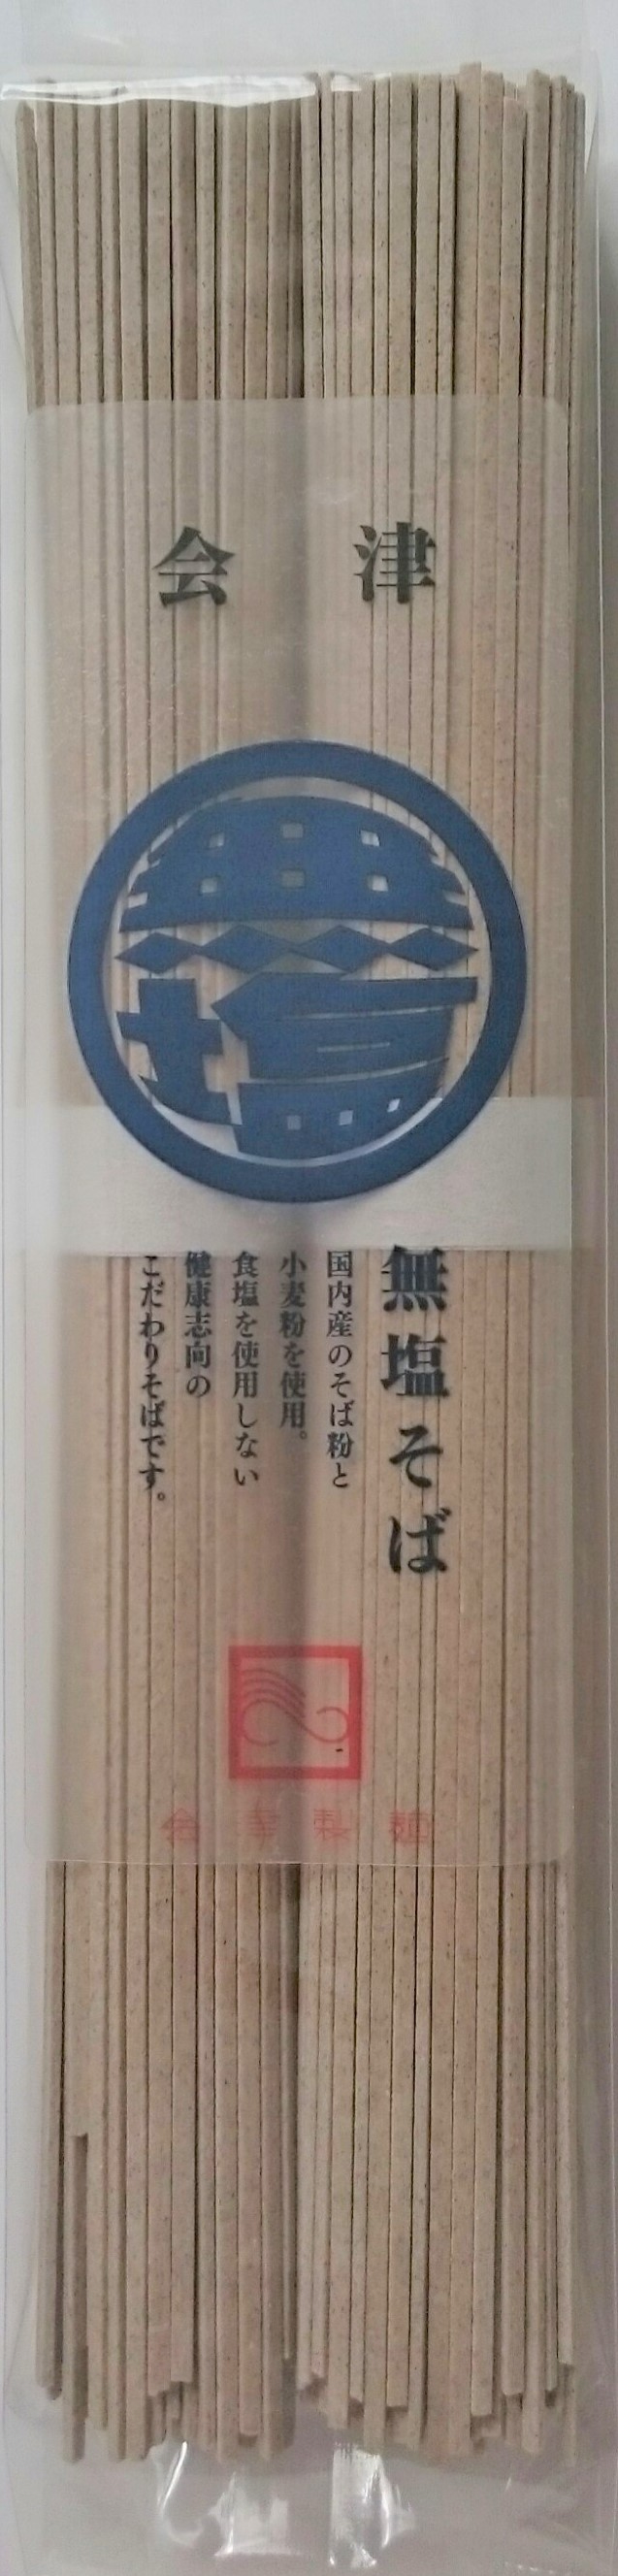 会津
無塩
無塩そば
国内産のそば粉と
小麦粉を使用。
食塩を使用しない
健康志向の
こだわりそばです。